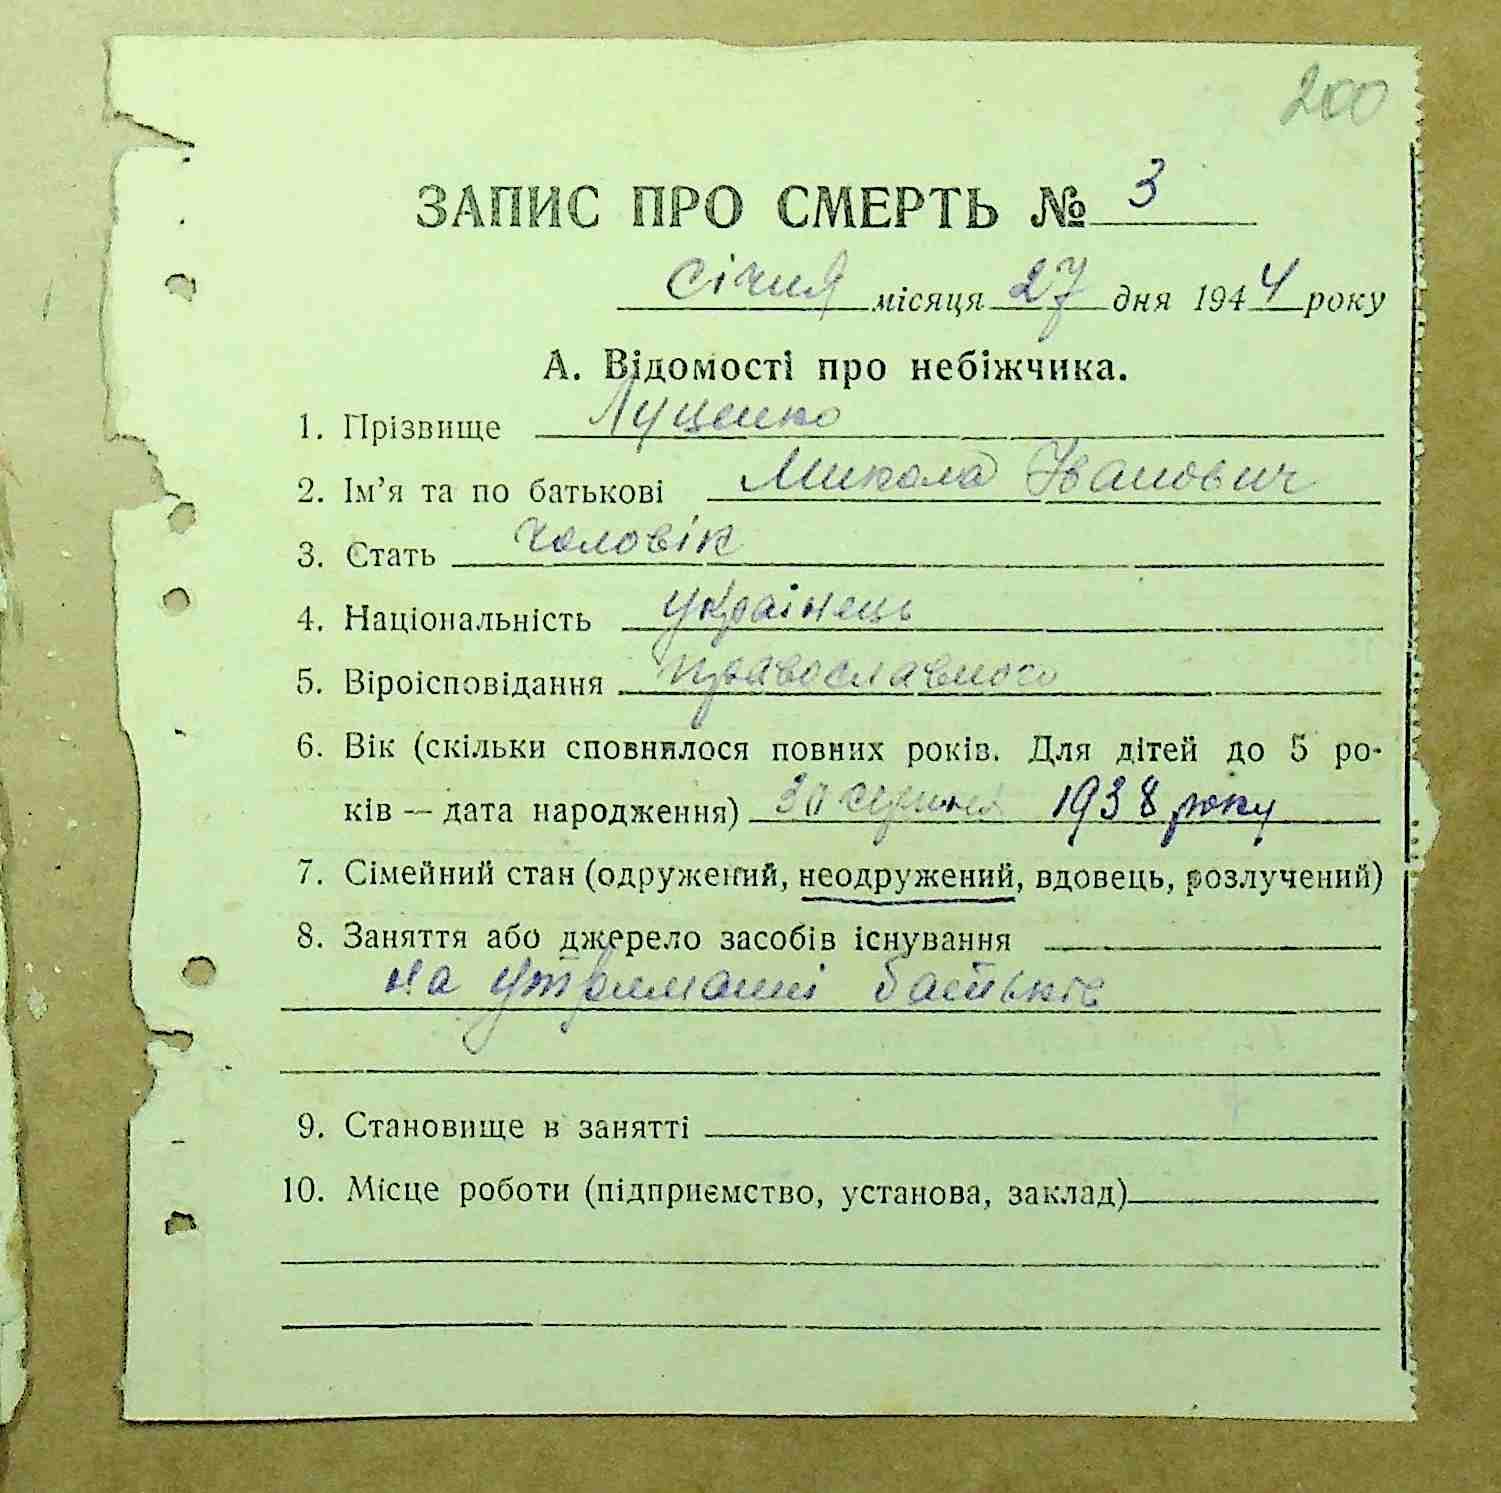 200
ЗАПИС ПРО СМЕРТЬ № 3
січня місяця 27 дня 1944 року
А. Відомості про небіжчика.
1. Прізвище Луценко
2. Ім'я та по батькові Микола Іванович
3. Стать чоловік
4. Національність українець
5. Віроісповідання православного
6. Вік (скільки сповнилося повних років. Для дітей до 5 ро-
ків — дата народження) 30 серпня 1938 року
7. Сімейний стан (одружений, неодружений, вдовець, розлучений)
8. Заняття або джерело засобів існування
на утриманні батьків
9. Становище в занятті
10. Місце роботи (підприємство, установа, заклад)